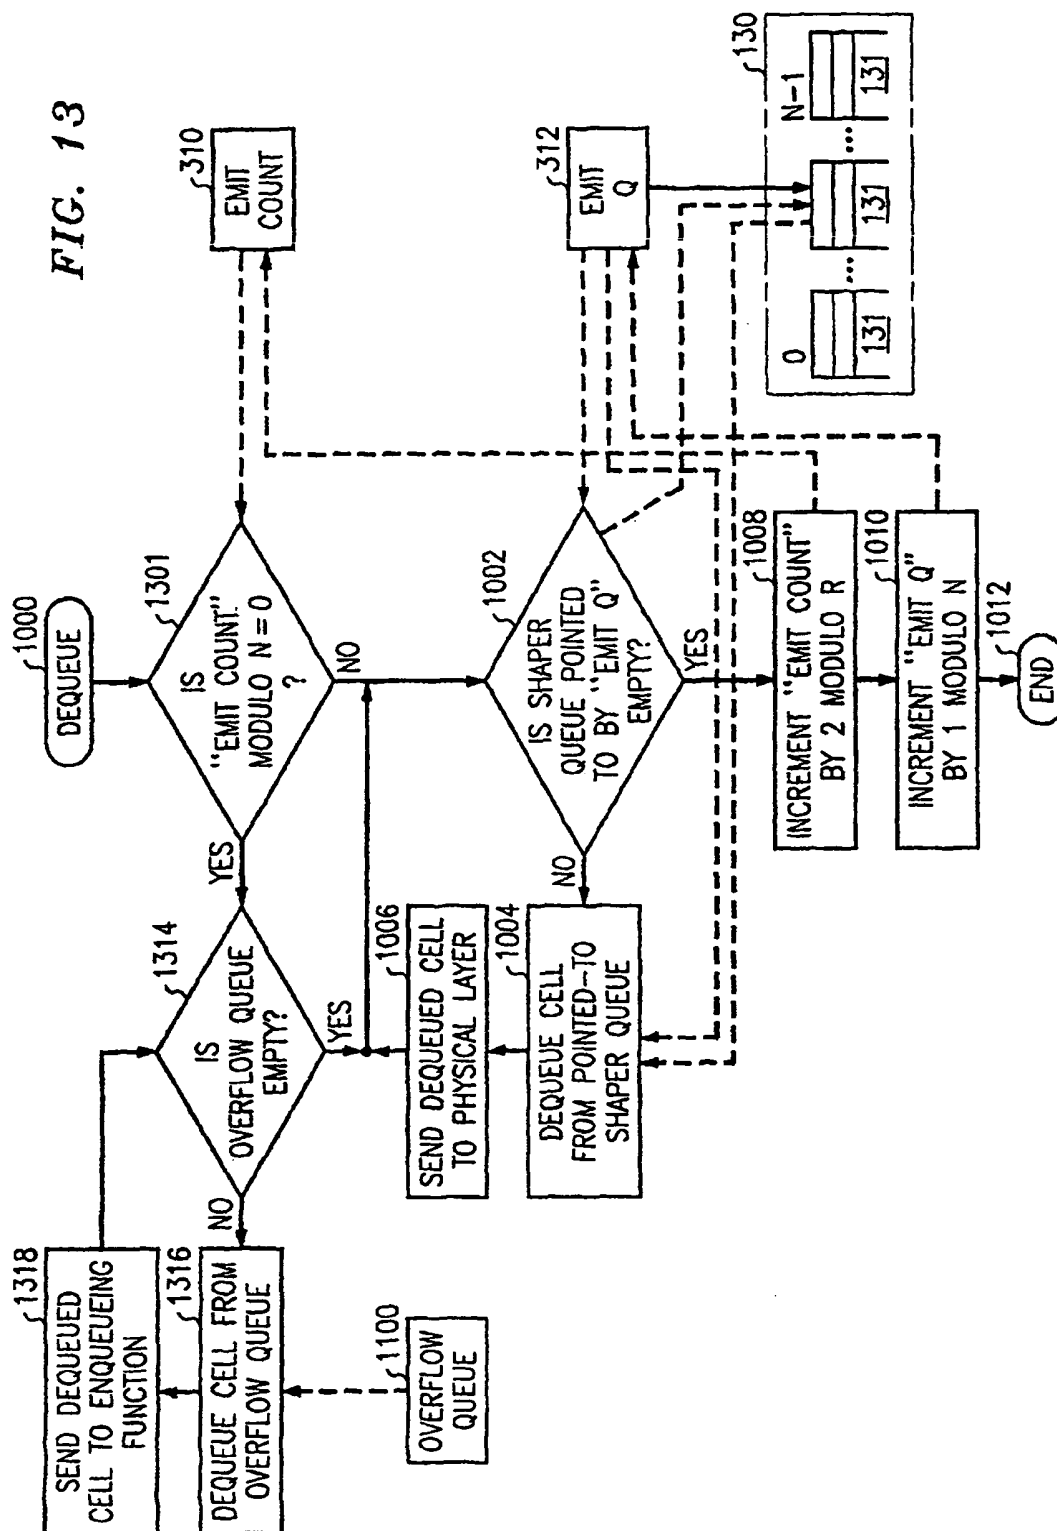 FIG. 13
1000
DEQUEUE
1301
IS
"EMIT COUNT.
MODULO N = 0
?
YES
NO
310
EMIT
COUNT
1314
IS
OVERFLOW QUEUE
EMPTY?
NO
YES
1318
SEND DEQUEUED
CELL TO ENQUEUEING
FUNCTION
1316
DEQUEUE CELL FROM
OVERFLOW QUEUE
1100
OVERFLOW
QUEUE
1006
SEND DEQUEUED CELL
TO PHYSICAL LAYER
1004
DEQUEUE CELL
FROM POINTED-TO
SHAPER QUEUE
1002
IS SHAPER
QUEUE POINTED
TO BY "EMIT Q"
EMPTY?
NO
YES
312
EMIT
Q
1008
INCREMENT "EMIT COUNT"
BY 2 MODULO R
1010
INCREMENT "EMIT Q"
BY 1 MODULO N
1012
END
130
0
N-1
131
...
131
...
131